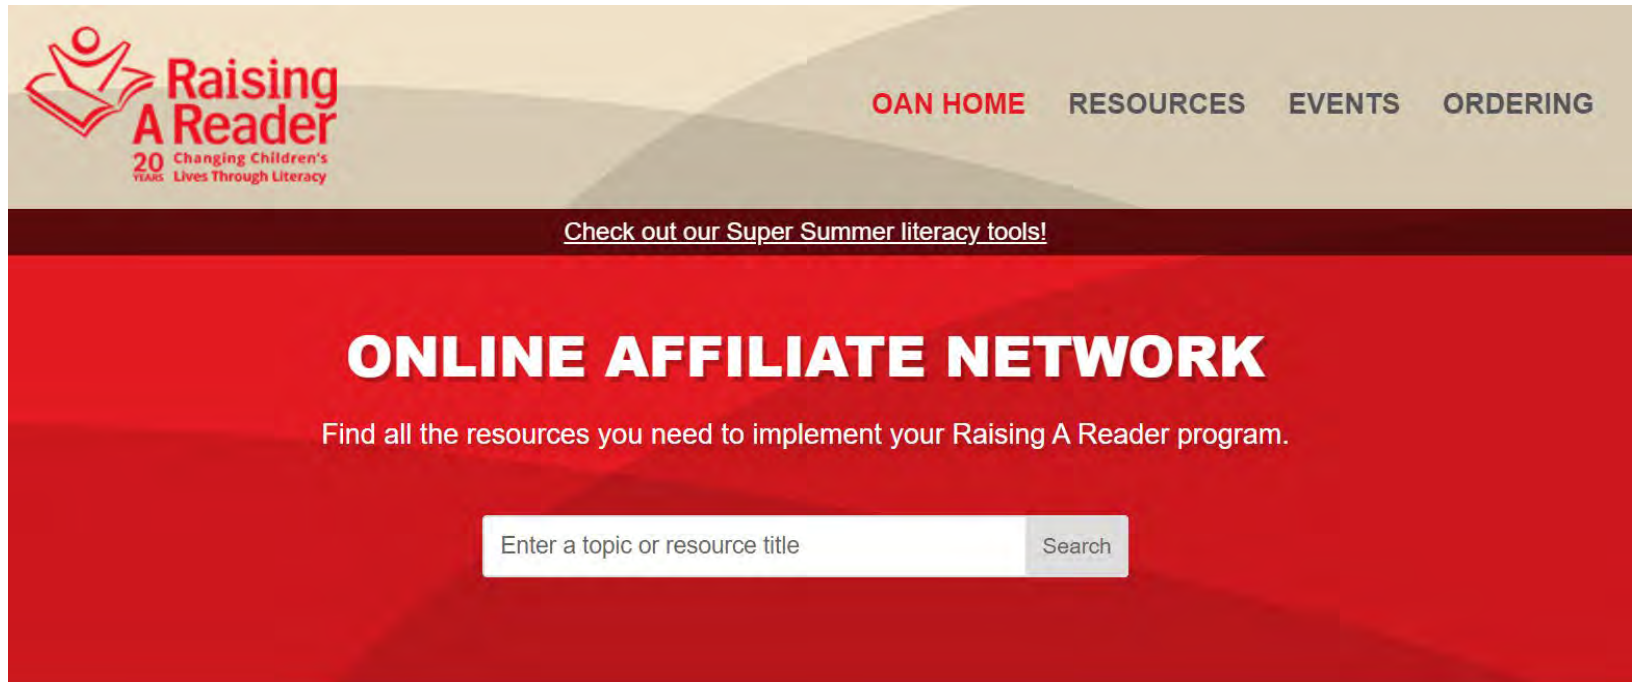 Raising
A Reader
20 YEARS Changing Children's
Lives Through Literacy
OAN HOME RESOURCES EVENTS ORDERING
Check out our Super Summer literacy tools!
ONLINE AFFILIATE NETWORK
Find all the resources you need to implement your Raising A Reader program.
Enter a topic or resource title Search